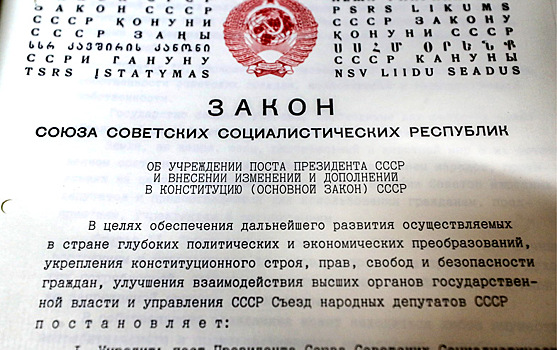 ЗАКОН СССР
TSRS LIKUMS
СССР ҚОНУНИ
СССР ЗАКОНУ
СССР ЗАҢЫ
ҚОНУНИ СССР
სსრ კავშირის კანონი
ՍՍՀՄ ՕՐԵՆՔ
ССРИ ГАНУНУ
СССР КАНУНЫ
TSRS ĮSTATYMAS
NSV LIIDU SEADUS
ЗАКОН
СОЮЗА СОВЕТСКИХ СОЦИАЛИСТИЧЕСКИХ РЕСПУБЛИК
ОБ УЧРЕЖДЕНИИ ПОСТА ПРЕЗИДЕНТА СССР
И ВНЕСЕНИИ ИЗМЕНЕНИЙ И ДОПОЛНЕНИЙ
В КОНСТИТУЦИЮ (ОСНОВНОЙ ЗАКОН) СССР
В целях обеспечения дальнейшего развития осуществляемых
в стране глубоких политических и экономических преобразований,
укрепления конституционного строя, прав, свобод и безопасности
граждан, улучшения взаимодействия высших органов государствен-
ной власти и управления СССР Съезд народных депутатов СССР
постановляет: